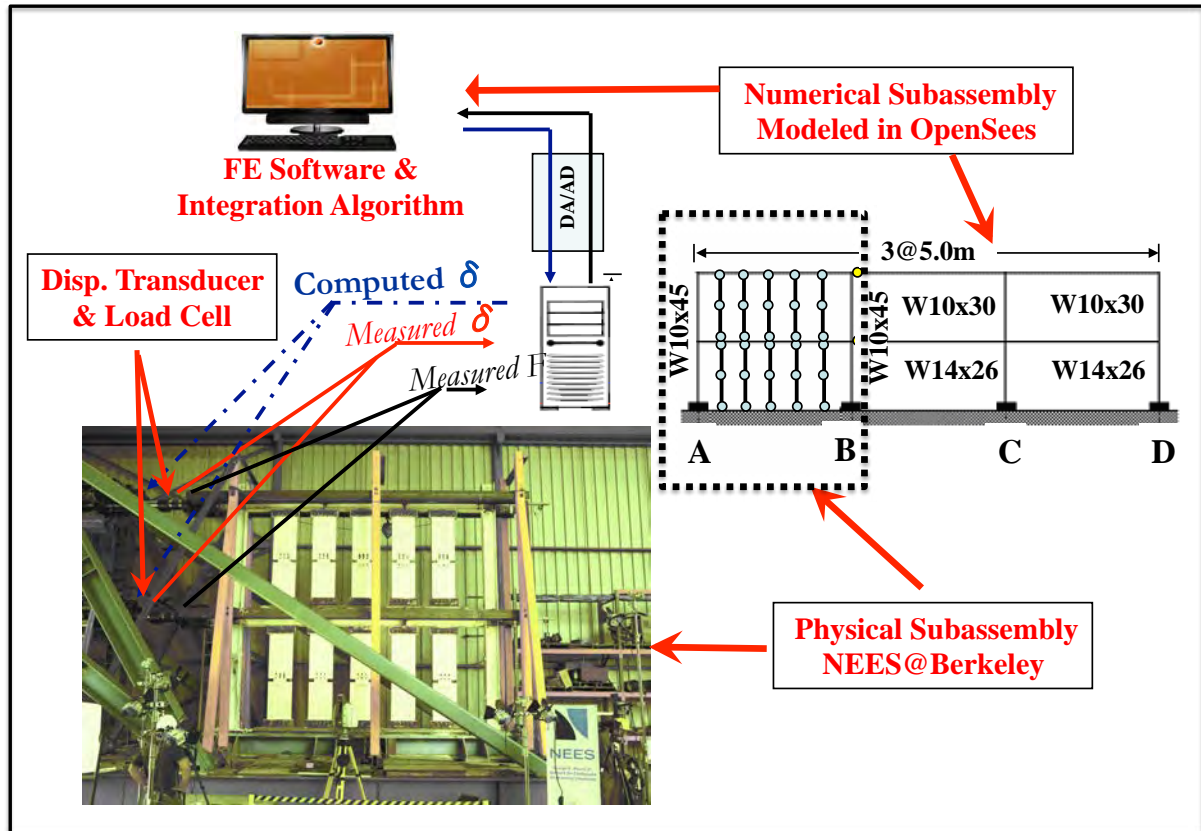 Numerical Subassembly
Modeled in OpenSees
FE Software &
Integration Algorithm
DA/AD
3@5.0m
Disp. Transducer
& Load Cell
Computed δ
Measured δ
Measured F
W10x45
W10x45
W10x30
W10x30
W14x26
W14x26
A
B
C
D
Physical Subassembly
NEES@Berkeley
NEES